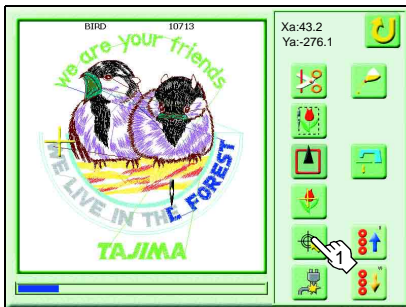 BIRD 10713
Xa:43.2
Ya:-276.1
we are your friends
WE LIVE IN THE FOREST
TAJIMA
1